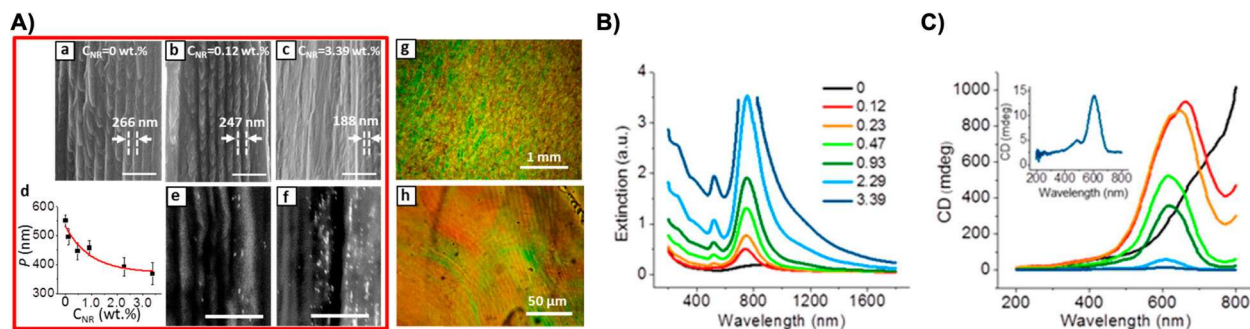 A)
a
C_NR=0 wt.%
266 nm
b
C_NR=0.12 wt.%
247 nm
c
C_NR=3.39 wt.%
188 nm
d
600
500
400
300
P (nm)
0.0 1.0 2.0 3.0
C_NR (wt.%)
e
f
g
1 mm
h
50 µm
B)
4
3
2
1
0
Extinction (a.u.)
400 800 1200 1600
Wavelength (nm)
0
0.12
0.23
0.47
0.93
2.29
3.39
C)
1000
800
600
400
200
0
CD (mdeg)
200 400 600 800
Wavelength (nm)
15
10
5
CD (mdeg)
200 400 600 800
Wavelength (nm)